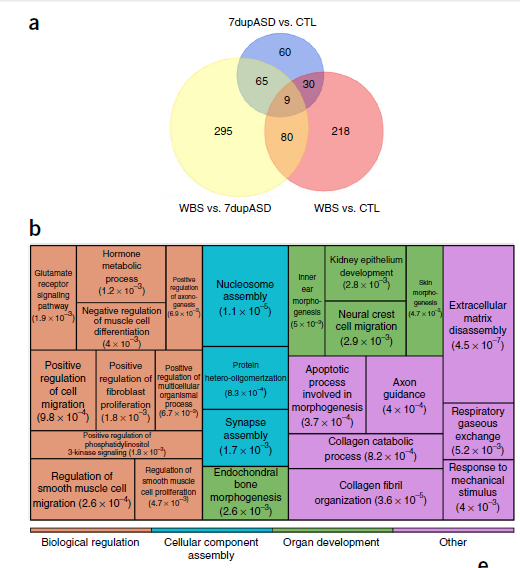 a
7dupASD vs. CTL
60
65
30
9
295
80
218
WBS vs. 7dupASD
WBS vs. CTL
b
Glutamate
receptor
signaling
pathway
(1.9 × 10⁻³)
Hormone
metabolic
process
(1.2 × 10⁻³)
Negative regulation
of muscle cell
differentiation
(4 × 10⁻³)
Positive
regulation
of axono-
genesis
(6.9 × 10⁻³)
Positive
regulation
of cell
migration
(9.8 × 10⁻⁴)
Positive
regulation of
fibroblast
proliferation
(1.8 × 10⁻³)
Positive
regulation of
multicellular
organismal
process
(6.7 × 10⁻³)
Positive regulation of
phosphatidylinositol
3-kinase signaling (1.8 × 10⁻³)
Regulation of
smooth muscle cell
migration (2.6 × 10⁻⁴)
Regulation of
smooth muscle
cell proliferation
(4.7 × 10⁻³)
Nucleosome
assembly
(1.1 × 10⁻⁵)
Protein
hetero-oligomerization
(8.3 × 10⁻⁴)
Synapse
assembly
(1.7 × 10⁻³)
Endochondral
bone
morphogenesis
(2.6 × 10⁻³)
Inner
ear
morpho-
genesis
(5 × 10⁻³)
Kidney epithelium
development
(2.8 × 10⁻³)
Neural crest
cell migration
(2.9 × 10⁻³)
Skin
morpho-
genesis
(4.7 × 10⁻³)
Apoptotic
process
involved in
morphogenesis
(3.7 × 10⁻⁴)
Axon
guidance
(4 × 10⁻⁴)
Collagen catabolic
process (8.2 × 10⁻⁴)
Collagen fibril
organization (3.6 × 10⁻⁵)
Extracellular
matrix
disassembly
(4.5 × 10⁻⁷)
Respiratory
gaseous
exchange
(5.2 × 10⁻³)
Response to
mechanical
stimulus
(4 × 10⁻³)
Biological regulation
Cellular component
assembly
Organ development
Other
e